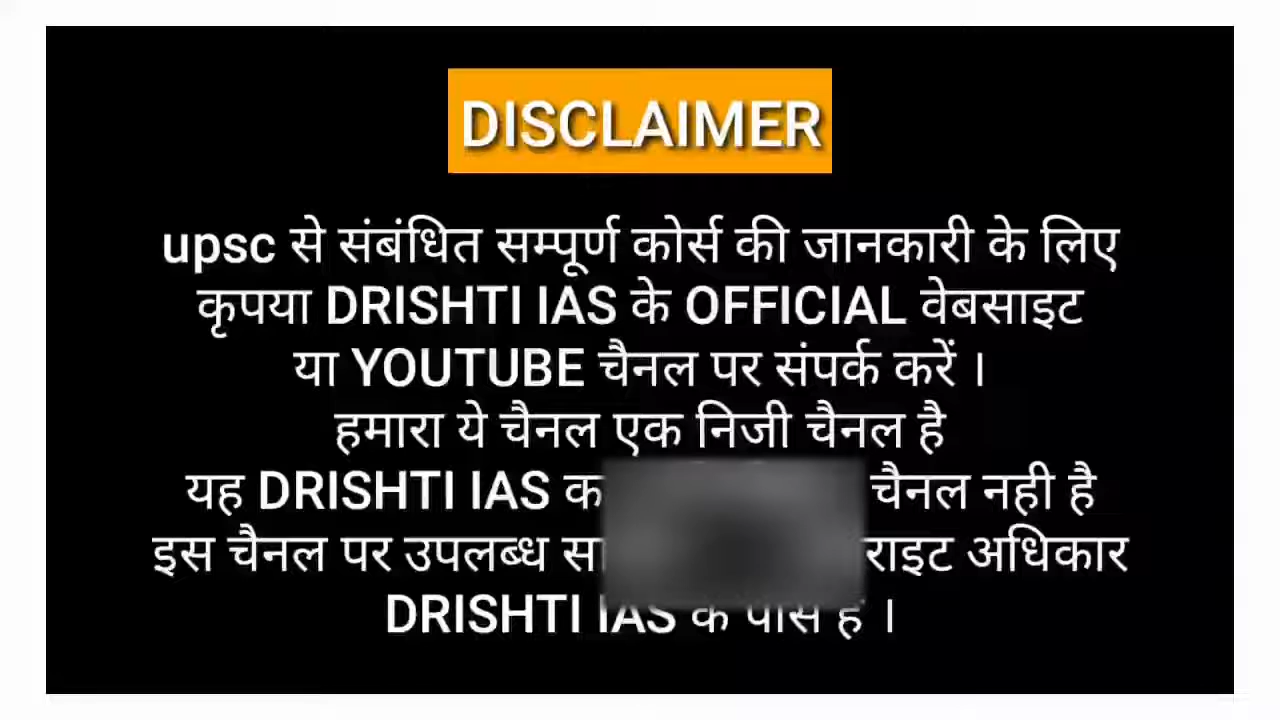 DISCLAIMER
upsc से संबंधित सम्पूर्ण कोर्स की जानकारी के लिए
कृपया DRISHTI IAS के OFFICIAL वेबसाइट
या YOUTUBE चैनल पर संपर्क करें ।
हमारा ये चैनल एक निजी चैनल है
यह DRISHTI IAS चैनल नही है
इस चैनल पर उपलब्ध अधिकार
DRISHTI IAS के पास है ।